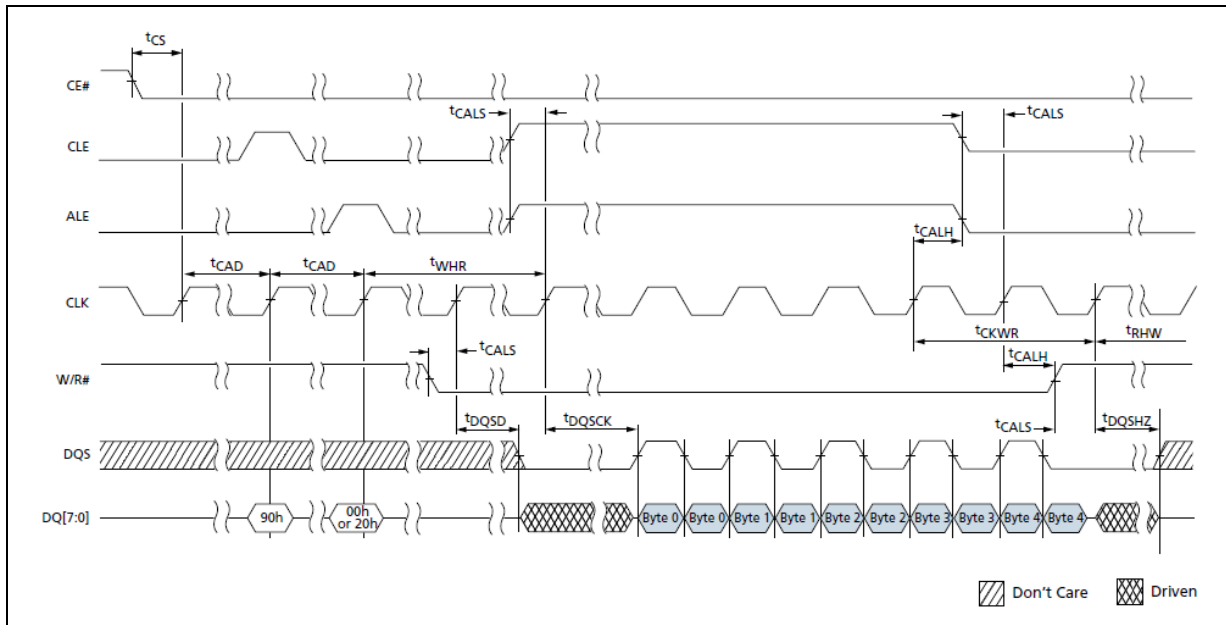 tCS
CE#
tCALS
tCALS
CLE
ALE
tCALH
tCAD tCAD tWHR
CLK
tCKWR tRHW
tCALS tCALH
W/R#
tDQSD tDQSCK tCALS tDQSHZ
DQS
DQ[7:0] 90h 00h or 20h Byte 0 Byte 0 Byte 1 Byte 1 Byte 2 Byte 2 Byte 3 Byte 3 Byte 4 Byte 4
Don't Care Driven